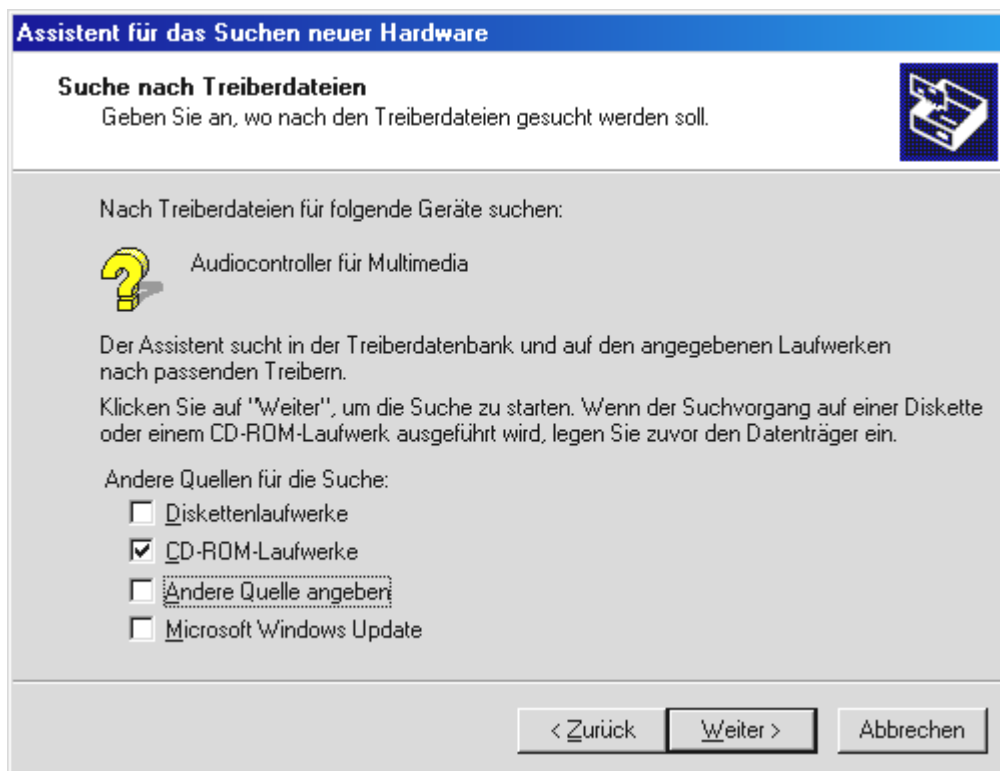 Assistent für das Suchen neuer Hardware
Suche nach Treiberdateien
Geben Sie an, wo nach den Treiberdateien gesucht werden soll.
Nach Treiberdateien für folgende Geräte suchen:
Audiocontroller für Multimedia
Der Assistent sucht in der Treiberdatenbank und auf den angegebenen Laufwerken
nach passenden Treibern.
Klicken Sie auf "Weiter", um die Suche zu starten. Wenn der Suchvorgang auf einer Diskette
oder einem CD-ROM-Laufwerk ausgeführt wird, legen Sie zuvor den Datenträger ein.
Andere Quellen für die Suche:
Diskettenlaufwerke
CD-ROM-Laufwerke
Andere Quelle angeben
Microsoft Windows Update
< Zurück Weiter > Abbrechen